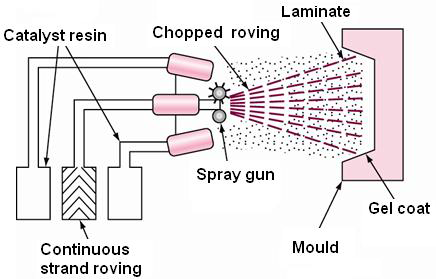 Laminate
Catalyst resin
Chopped roving
Spray gun
Gel coat
Mould
Continuous
strand roving